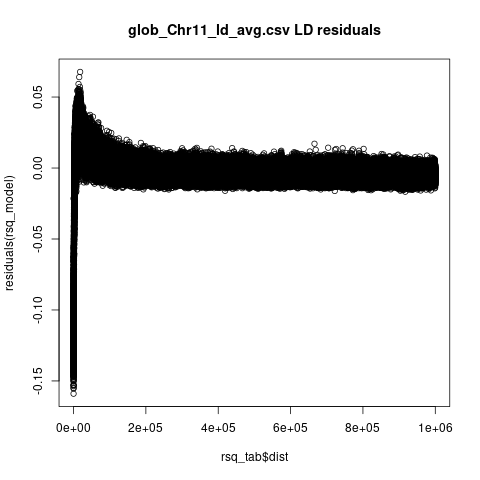 glob_Chr11_ld_avg.csv LD residuals
residuals(rsq_model)
0.05
0.00
-0.05
-0.10
-0.15
0e+00 2e+05 4e+05 6e+05 8e+05 1e+06
rsq_tab$dist